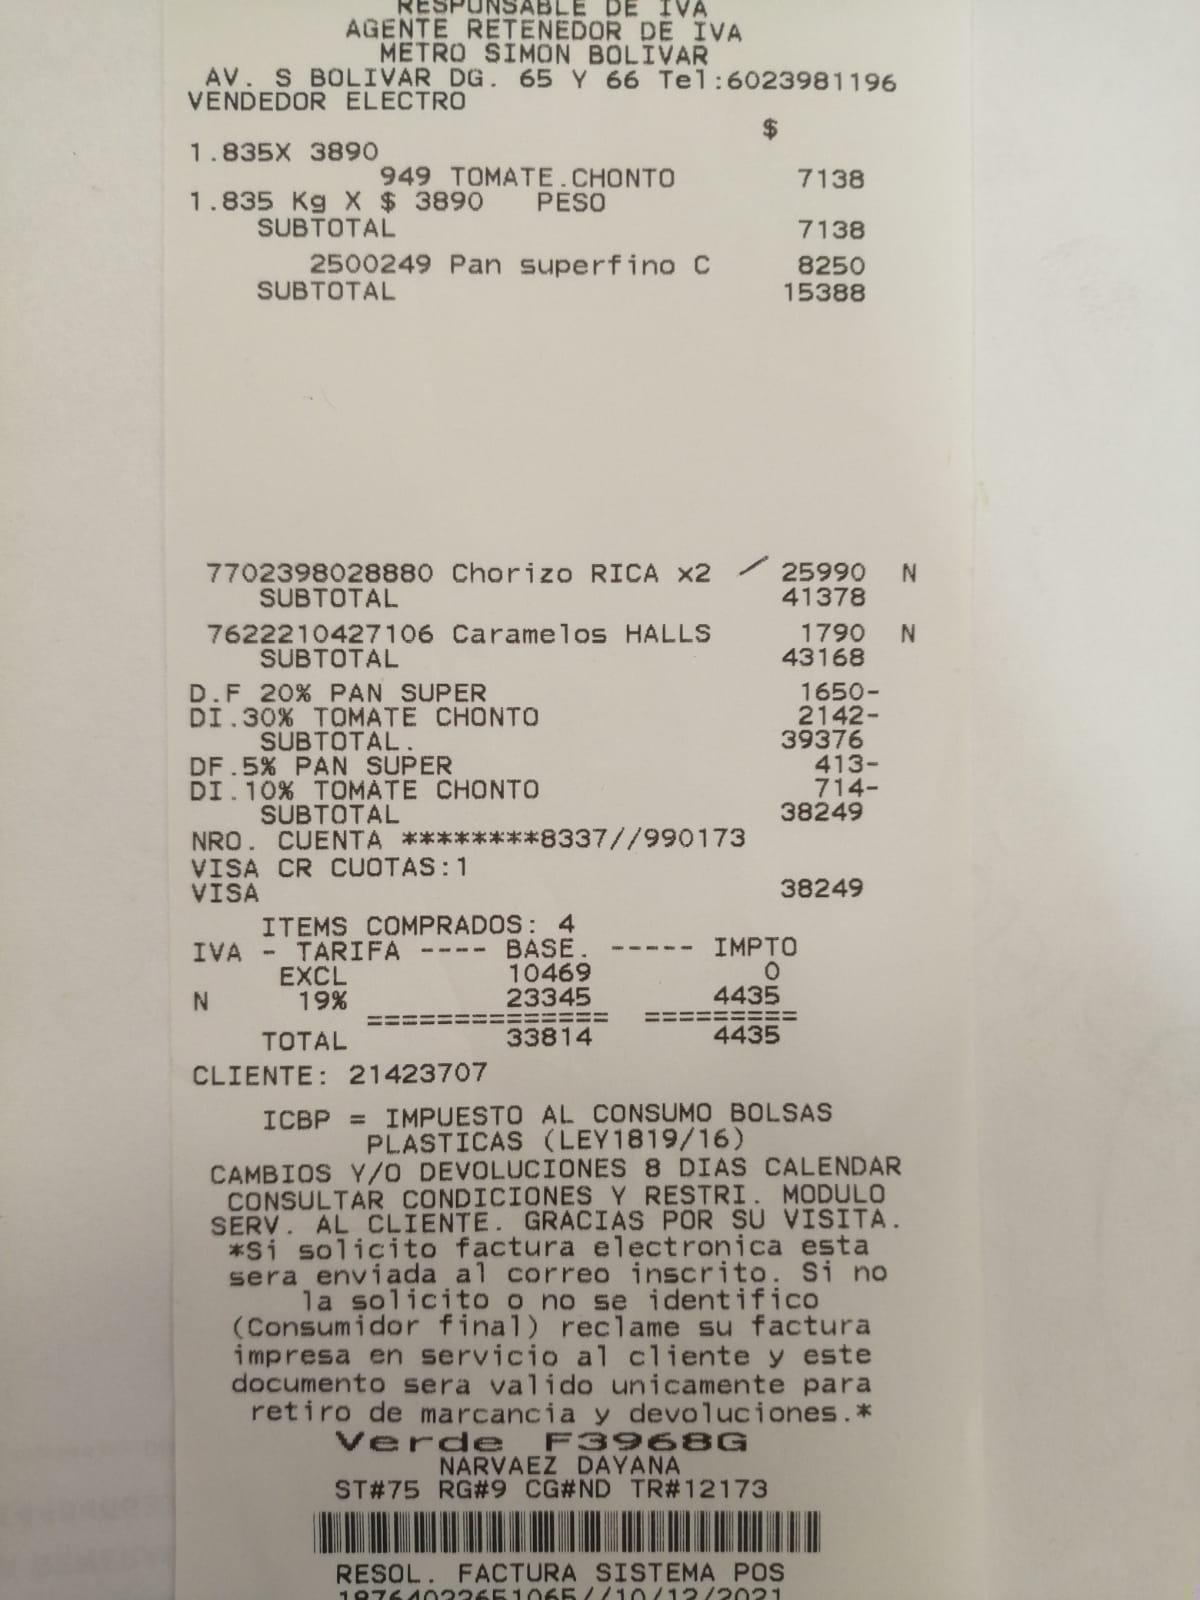 RESPONSABLE DE IVA
AGENTE RETENEDOR DE IVA
METRO SIMON BOLIVAR
AV. S BOLIVAR DG. 65 Y 66 Tel:6023981196
VENDEDOR ELECTRO
$
1.835X 3890
949 TOMATE.CHONTO 7138
1.835 Kg X $ 3890 PESO
SUBTOTAL 7138
2500249 Pan superfino C 8250
SUBTOTAL 15388
7702398028880 Chorizo RICA x2 25990 N
SUBTOTAL 41378
7622210427106 Caramelos HALLS 1790 N
SUBTOTAL 43168
D.F 20% PAN SUPER 1650-
DI.30% TOMATE CHONTO 2142-
SUBTOTAL. 39376
DF.5% PAN SUPER 413-
DI.10% TOMATE CHONTO 714-
SUBTOTAL 38249
NRO. CUENTA ********8337//990173
VISA CR CUOTAS:1
VISA 38249
ITEMS COMPRADOS: 4
IVA - TARIFA ---- BASE. ----- IMPTO
EXCL 10469 0
N 19% 23345 4435
============== =========
TOTAL 33814 4435
CLIENTE: 21423707
ICBP = IMPUESTO AL CONSUMO BOLSAS
PLASTICAS (LEY1819/16)
CAMBIOS Y/O DEVOLUCIONES 8 DIAS CALENDAR
CONSULTAR CONDICIONES Y RESTRI. MODULO
SERV. AL CLIENTE. GRACIAS POR SU VISITA.
*Si solicito factura electronica esta
sera enviada al correo inscrito. Si no
la solicito o no se identifico
(Consumidor final) reclame su factura
impresa en servicio al cliente y este
documento sera valido unicamente para
retiro de marcancia y devoluciones.*
Verde F3968G
NARVAEZ DAYANA
ST#75 RG#9 CG#ND TR#12173
RESOL. FACTURA SISTEMA POS
18764022651065//10/12/2021